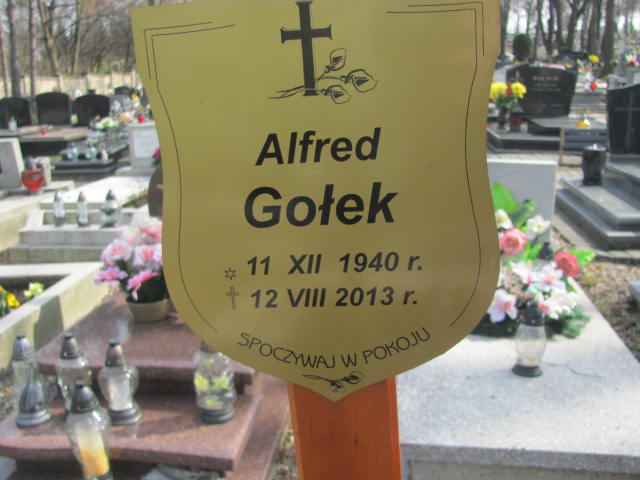 Alfred
Gołek
11 XII 1940 r.
12 VIII 2013 r.
SPOCZYWAJ W POKOJU